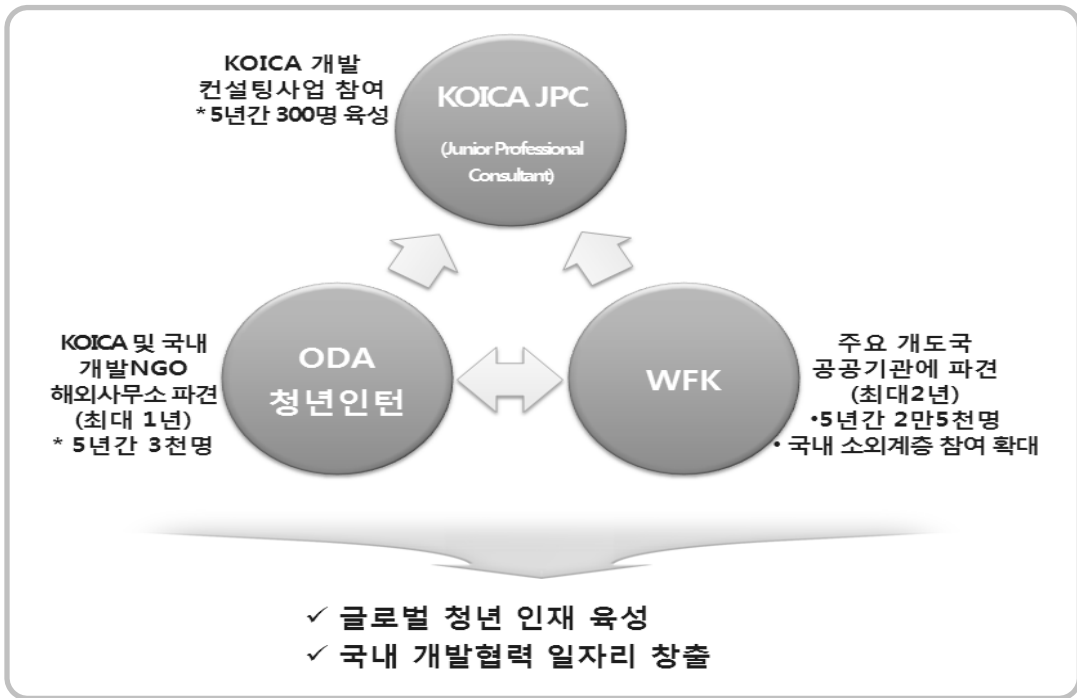 KOICA 개발
컨설팅사업 참여
* 5년간 300명 육성
KOICA JPC
(Junior Professional
Consultant)
KOICA 및 국내
개발NGO
해외사무소 파견
(최대 1년)
* 5년간 3천명
ODA
청년인턴
WFK
주요 개도국
공공기관에 파견
(최대2년)
•5년간 2만5천명
• 국내 소외계층 참여 확대
✓ 글로벌 청년 인재 육성
✓ 국내 개발협력 일자리 창출